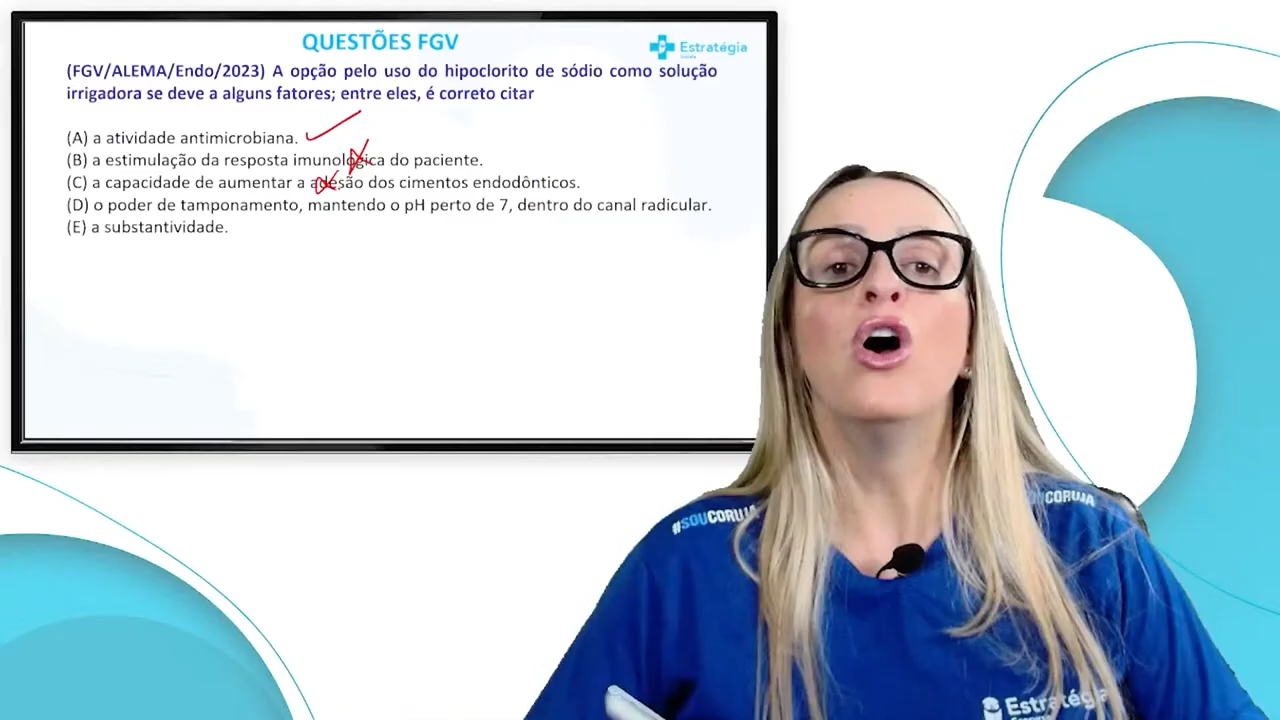 QUESTÕES FGV
Estratégia
(FGV/ALEMA/Endo/2023) A opção pelo uso do hipoclorito de sódio como solução
irrigadora se deve a alguns fatores; entre eles, é correto citar
(A) a atividade antimicrobiana.
(B) a estimulação da resposta imunológica do paciente.
(C) a capacidade de aumentar a adesão dos cimentos endodônticos.
(D) o poder de tamponamento, mantendo o pH perto de 7, dentro do canal radicular.
(E) a substantividade.
#SOUCORUJA
CORUJA
Estratégia